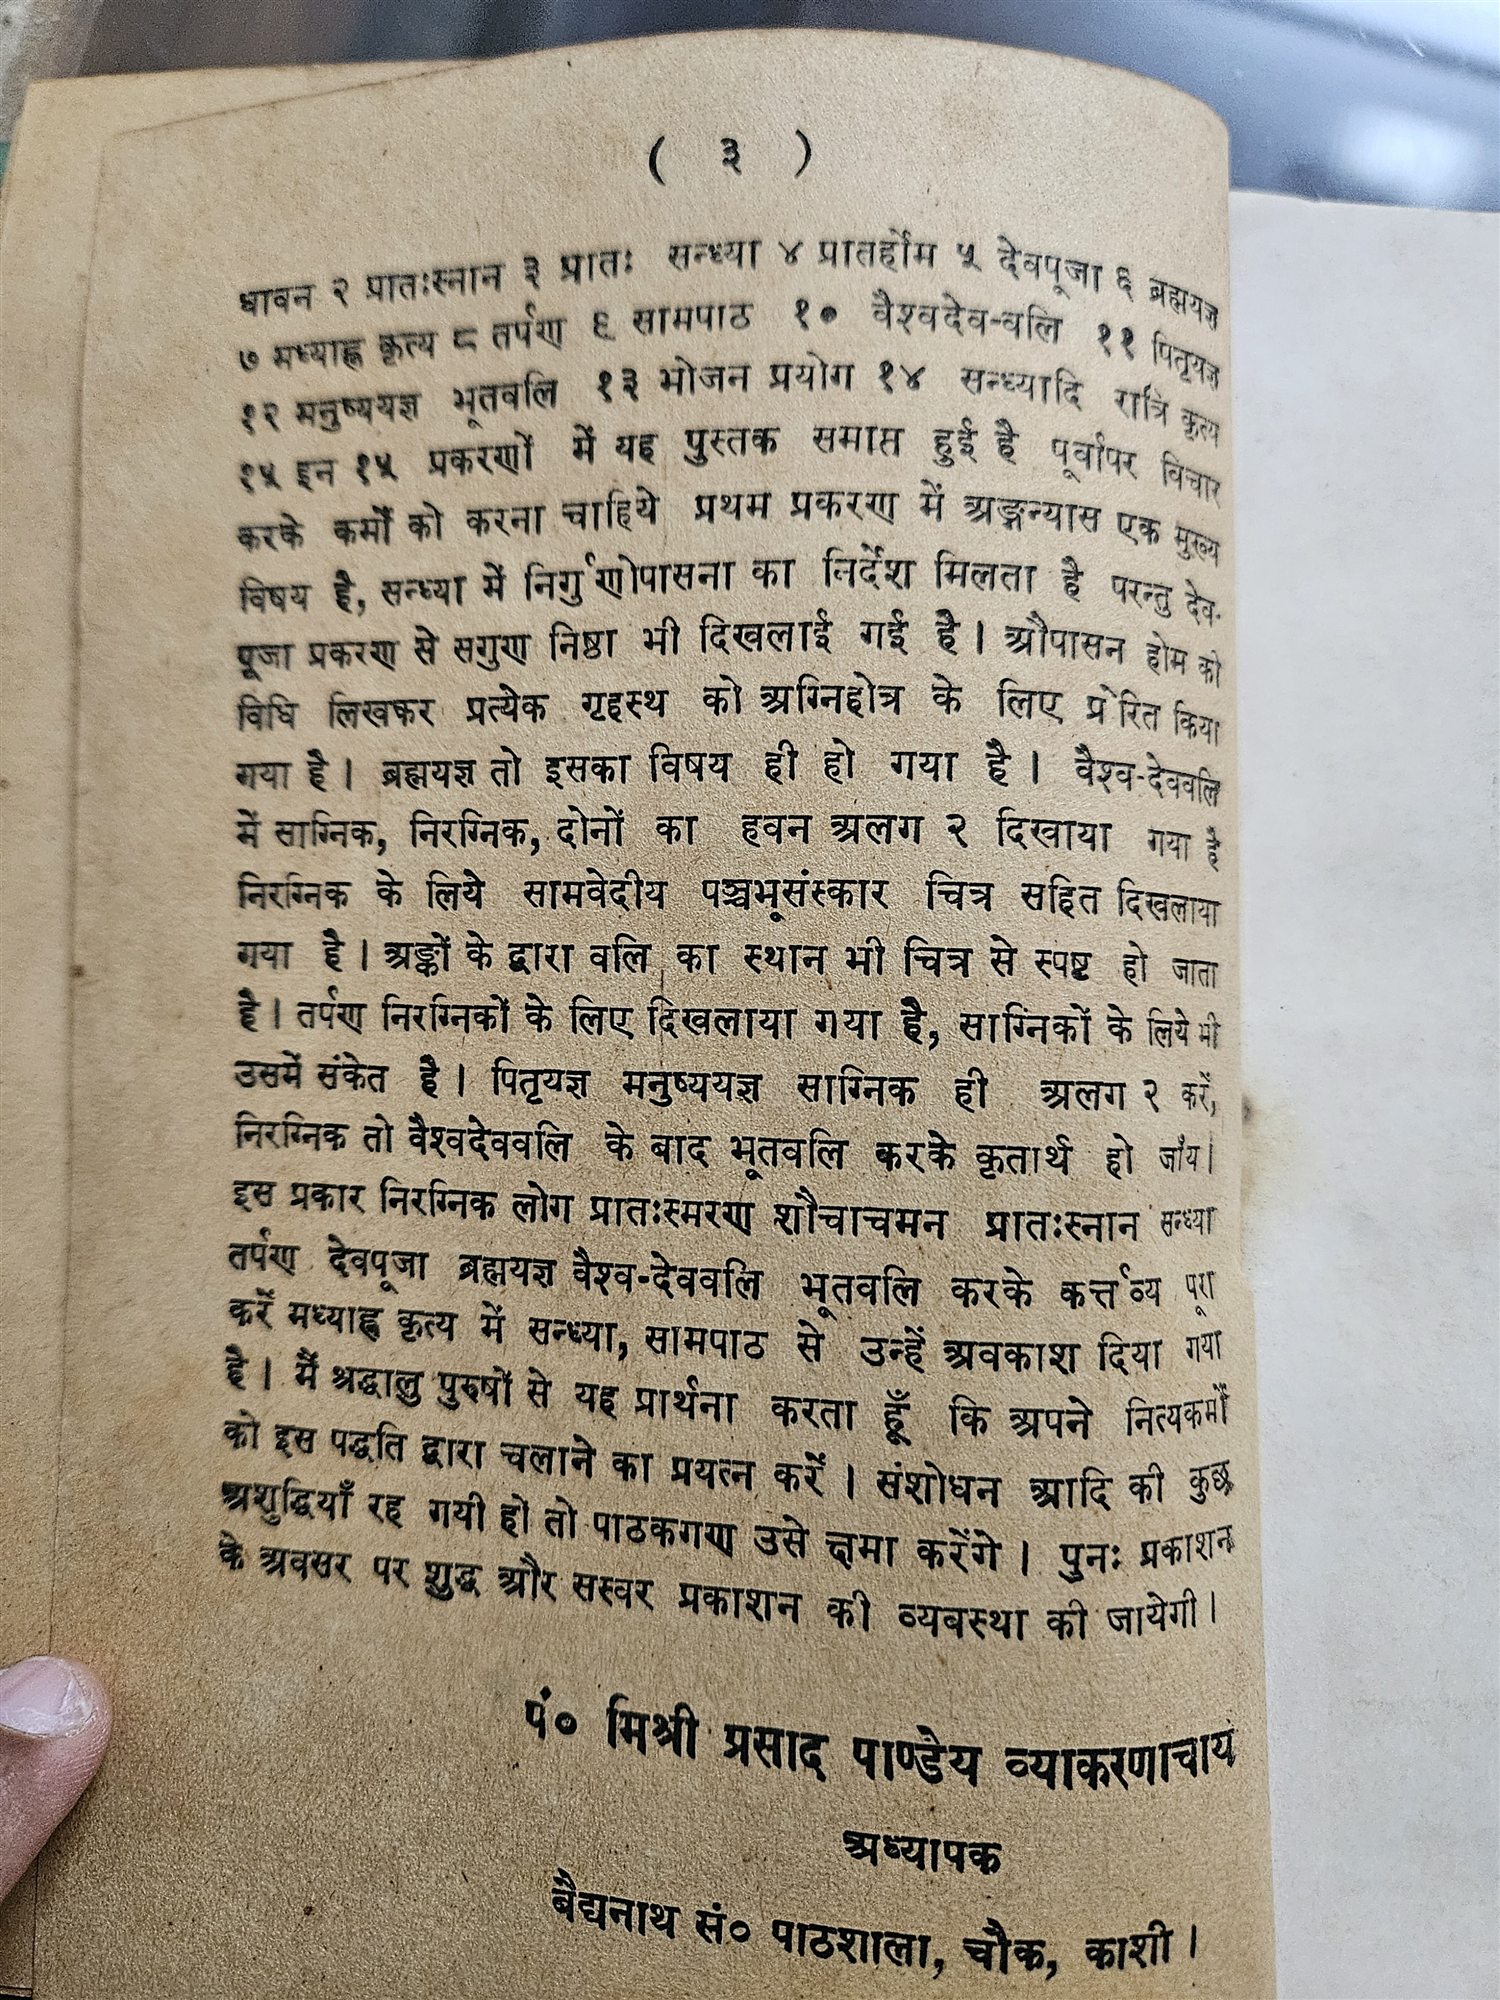 ( ३ )
धावन २ प्रातःस्नान ३ प्रातः सन्ध्या ४ प्रातर्होम ५ देवपूजा ६ ब्रह्मयज्ञ
७ मध्याह्न कृत्य ८ तर्पण ९ सामपाठ १० वैश्वदेव-वलि ११ पितृयज्ञ
१२ मनुष्ययज्ञ भूतवलि १३ भोजन प्रयोग १४ सन्ध्यादि रात्रि कृत्य
१५ इन १५ प्रकरणों में यह पुस्तक समाप्त हुई है पूर्वापर विचार
करके कर्मों को करना चाहिये प्रथम प्रकरण में अङ्गन्यास एक मुख्य
विषय है, सन्ध्या में निर्गुणोपासना का निर्देश मिलता है परन्तु देव-
पूजा प्रकरण से सगुण निष्ठा भी दिखलाई गई है। औपासन होम को
विधि लिखकर प्रत्येक गृहस्थ को अग्निहोत्र के लिए प्रेरित किया
गया है। ब्रह्मयज्ञ तो इसका विषय ही हो गया है। वैश्व-देववलि
में साग्निक, निरग्निक, दोनों का हवन अलग २ दिखाया गया है
निरग्निक के लिये सामवेदीय पञ्चभूसंस्कार चित्र सहित दिखलाया
गया है। अङ्कों के द्वारा वलि का स्थान भी चित्र से स्पष्ट हो जाता
है। तर्पण निरग्निकों के लिए दिखलाया गया है, साग्निकों के लिये भी
उसमें संकेत है। पितृयज्ञ मनुष्ययज्ञ साग्निक ही अलग २ करें,
निरग्निक तो वैश्वदेववलि के बाद भूतवलि करके कृतार्थ हो जाँय।
इस प्रकार निरग्निक लोग प्रातःस्मरण शौचाचमन प्रातःस्नान सन्ध्या
तर्पण देवपूजा ब्रह्मयज्ञ वैश्व-देववलि भूतवलि करके कर्त्तव्य पूरा
करें मध्याह्न कृत्य में सन्ध्या, सामपाठ से उन्हें अवकाश दिया गया
है। मैं श्रद्धालु पुरुषों से यह प्रार्थना करता हूँ कि अपने नित्यकर्मों
को इस पद्धति द्वारा चलाने का प्रयत्न करें। संशोधन आदि की कुछ
अशुद्धियाँ रह गयी हों तो पाठकगण उसे क्षमा करेंगे। पुनः प्रकाशन
के अवसर पर शुद्ध और सस्वर प्रकाशन की व्यवस्था की जायेगी।
पं० मिश्री प्रसाद पाण्डेय व्याकरणाचार्य
अध्यापक
बैद्यनाथ सं० पाठशाला, चौक, काशी।